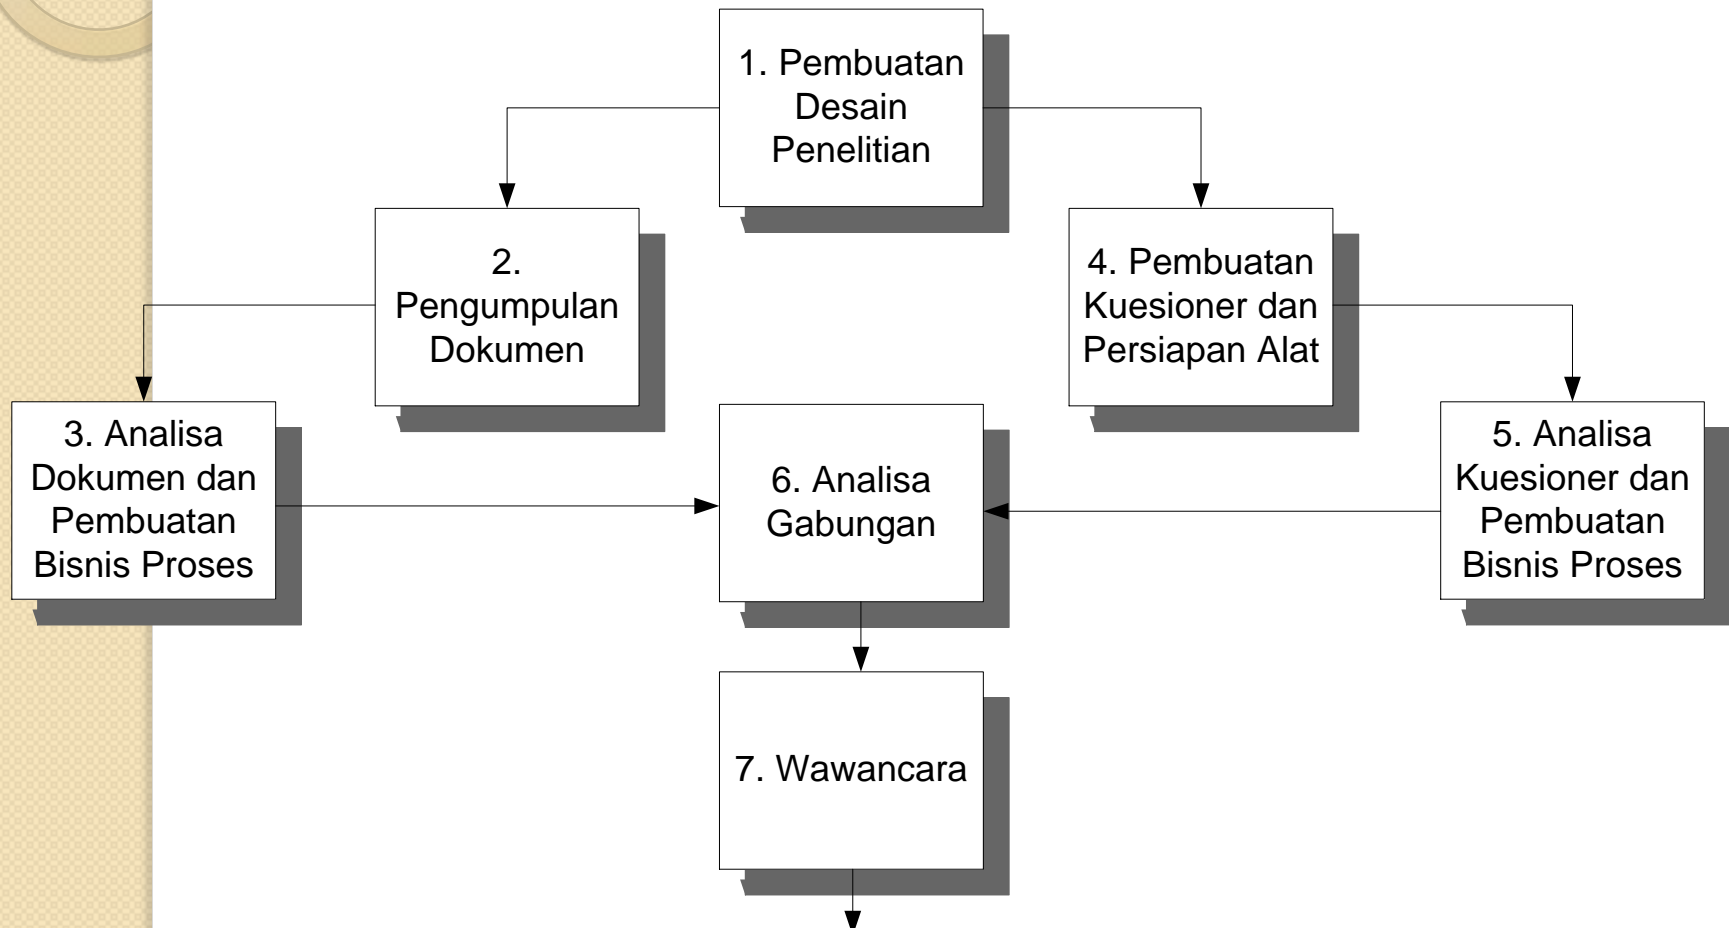 1. Pembuatan
Desain
Penelitian
2.
Pengumpulan
Dokumen
3. Analisa
Dokumen dan
Pembuatan
Bisnis Proses
4. Pembuatan
Kuesioner dan
Persiapan Alat
5. Analisa
Kuesioner dan
Pembuatan
Bisnis Proses
6. Analisa
Gabungan
7. Wawancara